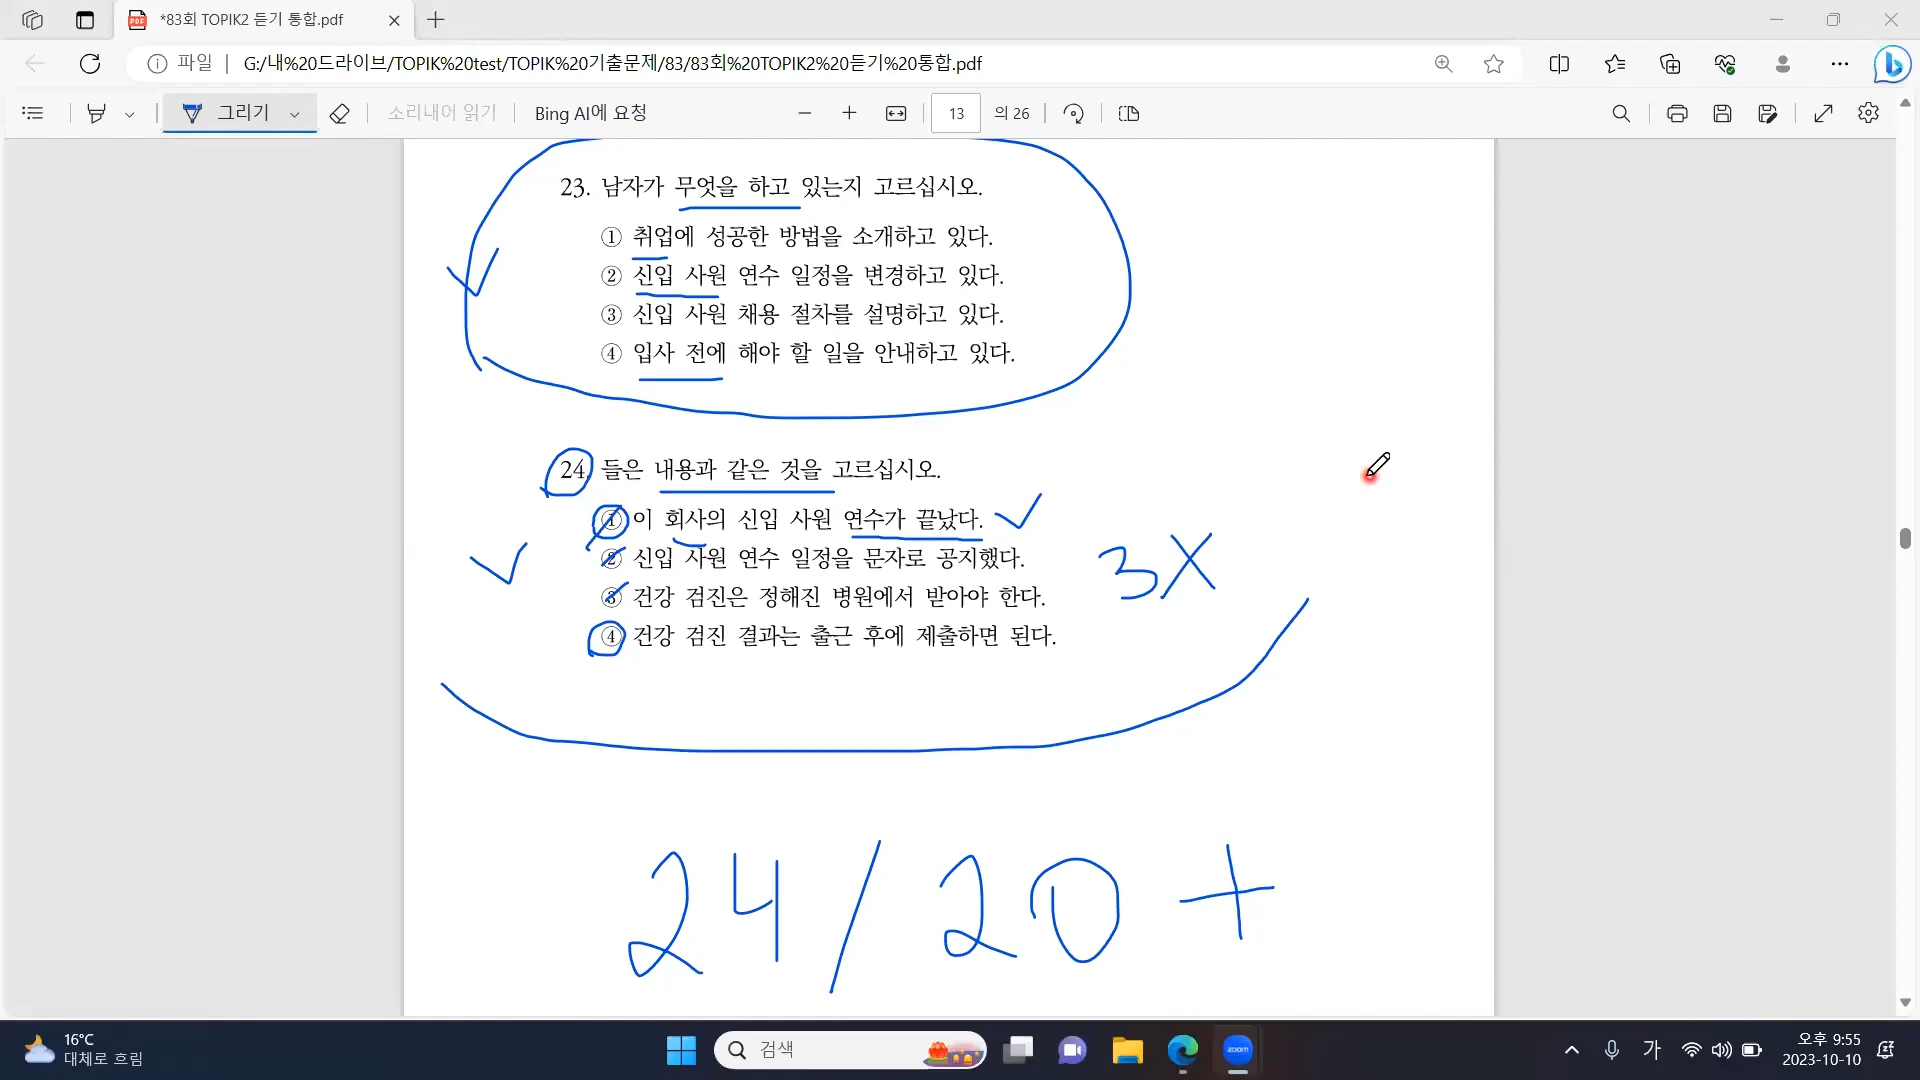 *83회 TOPIK2 듣기 통합.pdf
파일 | G:/내%20드라이브/TOPIK%20test/TOPIK%20기출문제/83/83회%20TOPIK2%20듣기%20통합.pdf
그리기 소리내어 읽기 Bing AI에 요청 13 의 26
23. 남자가 무엇을 하고 있는지 고르십시오.
① 취업에 성공한 방법을 소개하고 있다.
② 신입 사원 연수 일정을 변경하고 있다.
③ 신입 사원 채용 절차를 설명하고 있다.
④ 입사 전에 해야 할 일을 안내하고 있다.
24. 들은 내용과 같은 것을 고르십시오.
① 이 회사의 신입 사원 연수가 끝났다.
② 신입 사원 연수 일정을 문자로 공지했다.
③ 건강 검진은 정해진 병원에서 받아야 한다.
④ 건강 검진 결과는 출근 후에 제출하면 된다.
3X
24/20+
16°C
대체로 흐림
검색
zoom
가
오후 9:55
2023-10-10